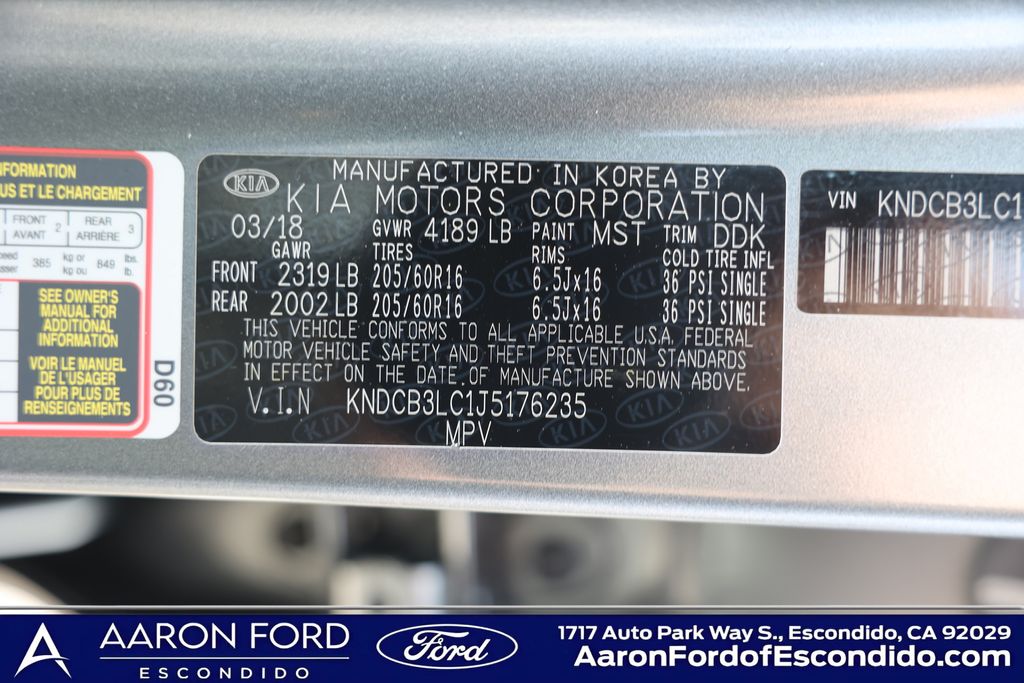 NFORMATION
US ET LE CHARGEMENT
FRONT 2 REAR 3
AVANT ARRIÈRE
385 kg or 849 lbs.
kg ou lb.
SEE OWNER'S
MANUAL FOR
ADDITIONAL
INFORMATION
VOIR LE MANUEL
DE L'USAGER
POUR PLUS DE
RENSEIGNEMENTS
D60
MANUFACTURED IN KOREA BY
KIA KIA MOTORS CORPORATION
03/18 GVWR 4189 LB PAINT MST TRIM DDK
GAWR TIRES RIMS COLD TIRE INFL
FRONT 2319 LB 205/60R16 6.5Jx16 36 PSI SINGLE
REAR 2002 LB 205/60R16 6.5Jx16 36 PSI SINGLE
THIS VEHICLE CONFORMS TO ALL APPLICABLE U.S.A. FEDERAL
MOTOR VEHICLE SAFETY AND THEFT PREVENTION STANDARDS
IN EFFECT ON THE DATE OF MANUFACTURE SHOWN ABOVE.
V.I.N KNDCB3LC1J5176235
MPV
VIN KNDCB3LC1
AARON FORD
ESCONDIDO
Ford
1717 Auto Park Way S., Escondido, CA 92029
AaronFordofEscondido.com